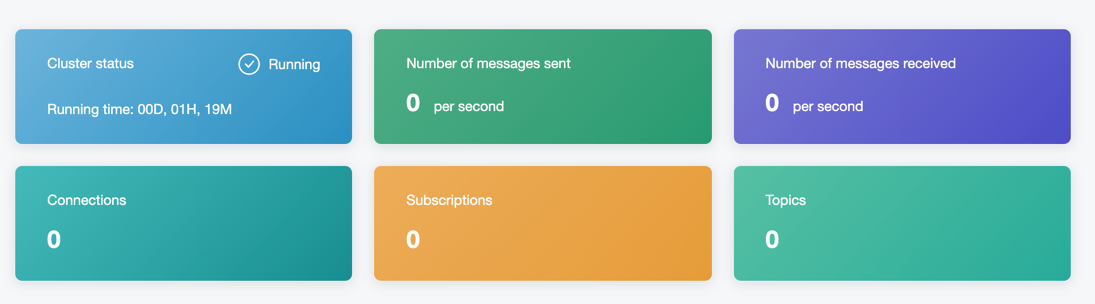 Cluster status
Running
Running time: 00D, 01H, 19M
Number of messages sent
0 per second
Number of messages received
0 per second
Connections
0
Subscriptions
0
Topics
0